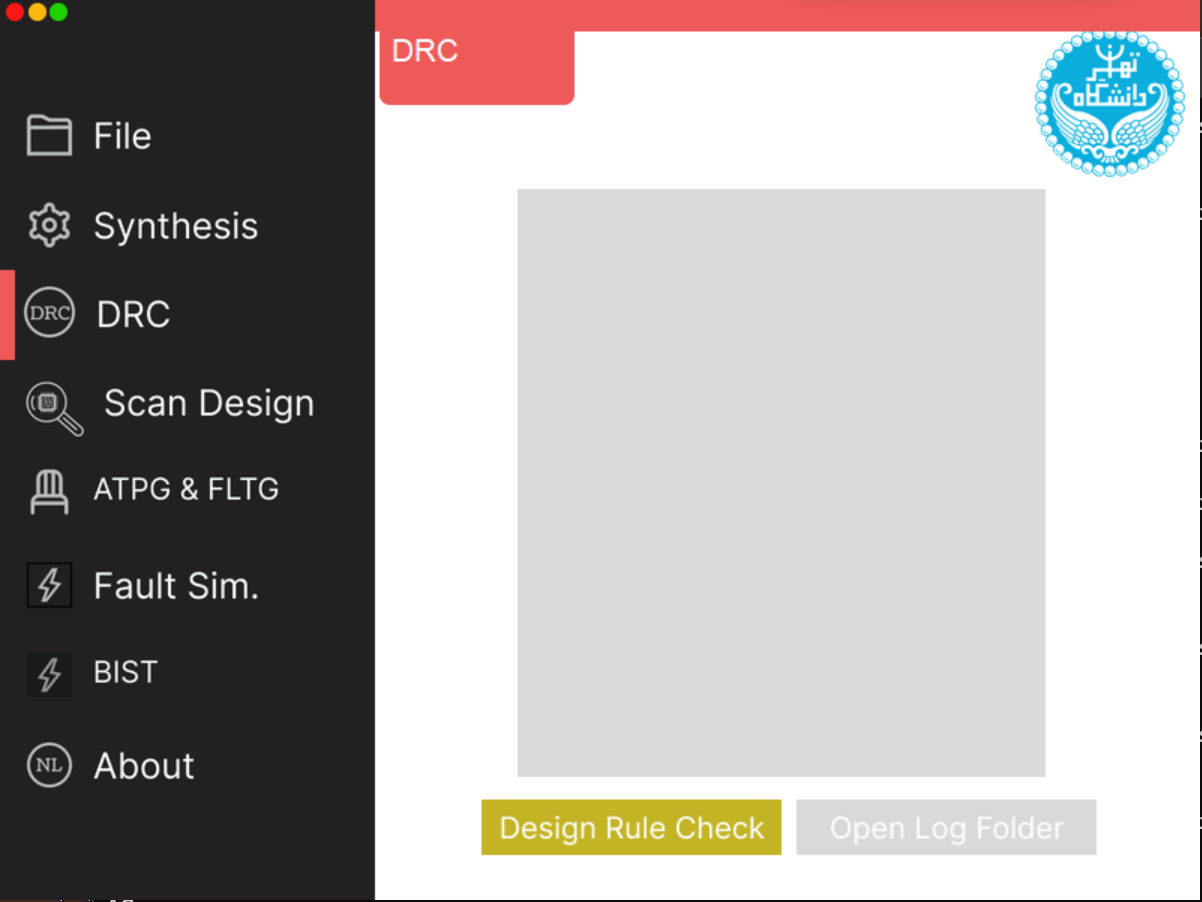 File
Synthesis
DRC
DRC
Scan Design
ATPG & FLTG
Fault Sim.
BIST
NL
About
DRC
دانشگاه تهران
Design Rule Check
Open Log Folder